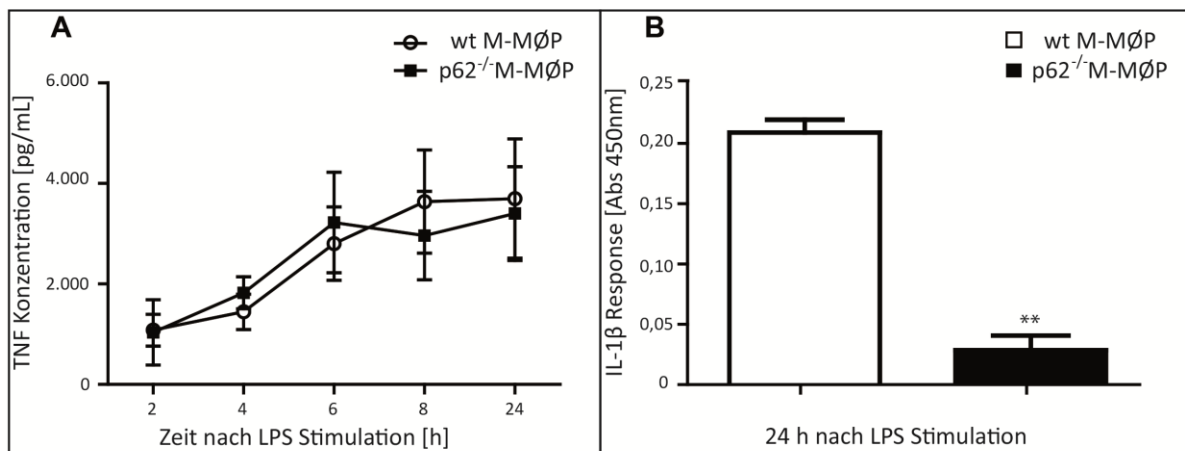 A
wt M-MØP
p62-/-M-MØP
TNF Konzentration [pg/mL]
6.000
4.000
2.000
0
2 4 6 8 24
Zeit nach LPS Stimulation [h]
B
wt M-MØP
p62-/-M-MØP
IL-1β Response [Abs 450nm]
0,25
0,20
0,15
0,10
0,05
0
**
24 h nach LPS Stimulation